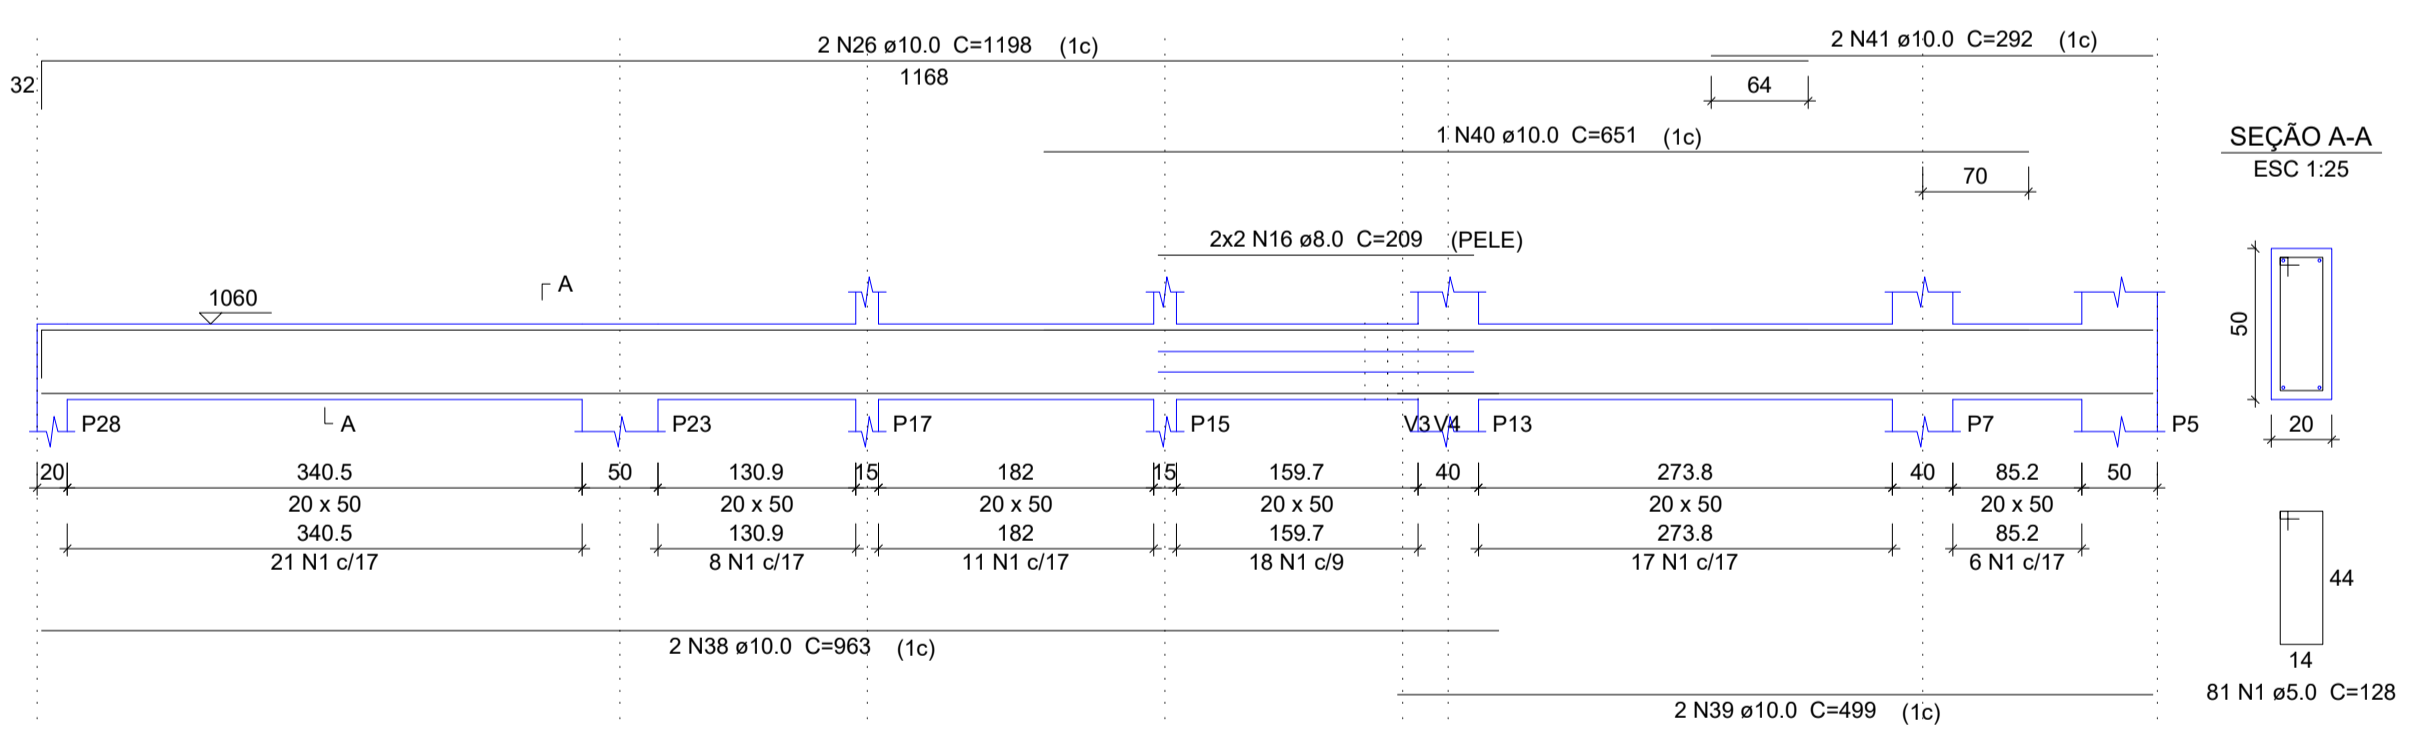 2 N26 ø10.0 C=1198 (1c)
2 N41 ø10.0 C=292 (1c)
32
1168
64
1 N40 ø10.0 C=651 (1c)
SEÇÃO A-A
ESC 1:25
70
2x2 N16 ø8.0 C=209 (PELE)
1060
A
50
A
P28 P23 P17 P15 V3 V4 P13 P7 P5
20
20 340.5 50 130.9 15 182 15 159.7 40 273.8 40 85.2 50
20 x 50 20 x 50 20 x 50 20 x 50 20 x 50 20 x 50
340.5 130.9 182 159.7 273.8 85.2
21 N1 c/17 8 N1 c/17 11 N1 c/17 18 N1 c/9 17 N1 c/17 6 N1 c/17
44
14
2 N38 ø10.0 C=963 (1c)
81 N1 ø5.0 C=128
2 N39 ø10.0 C=499 (1c)